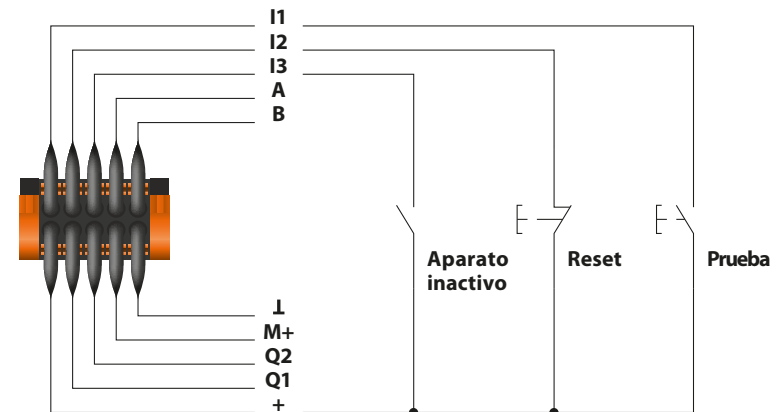 I1
I2
I3
A
B
Aparato
inactivo
Reset
Prueba
⊥
M+
Q2
Q1
+